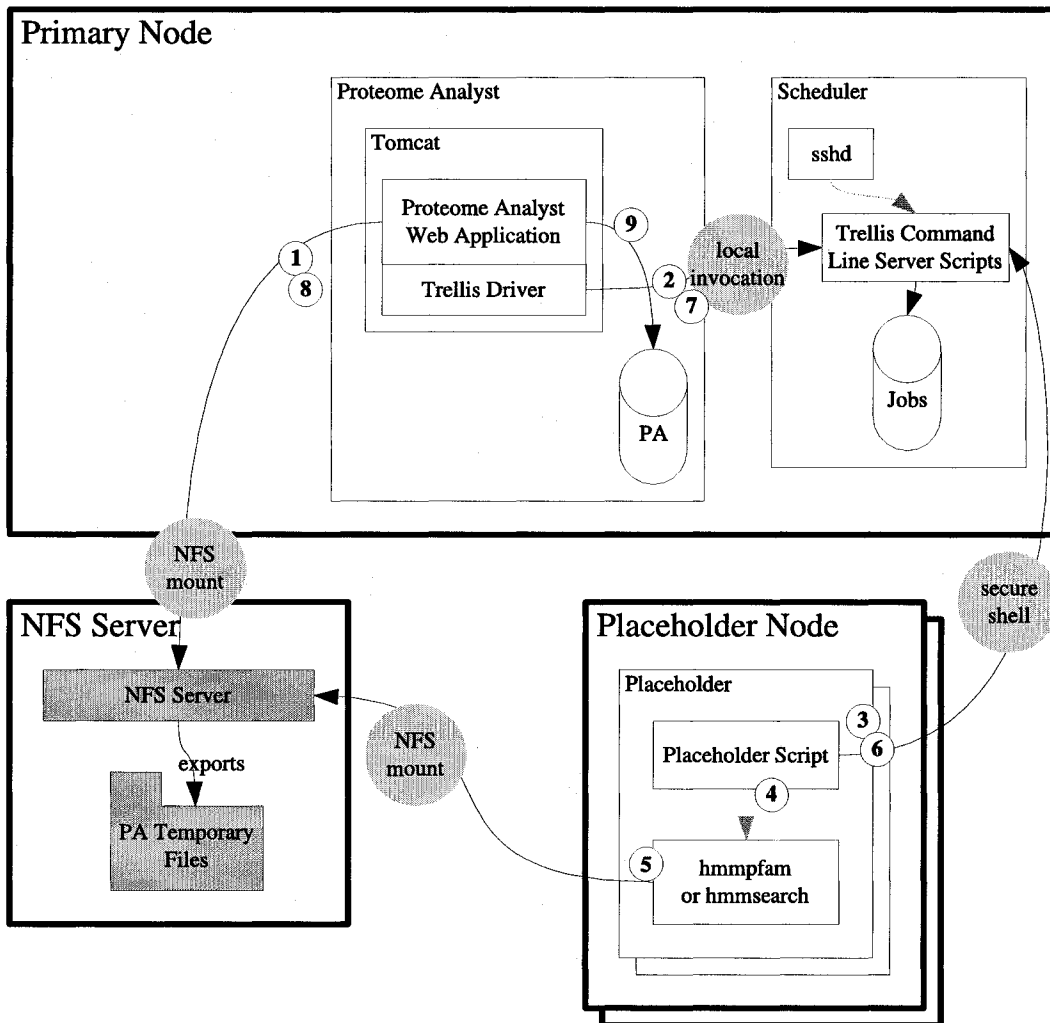 Primary Node
Proteome Analyst
Tomcat
Proteome Analyst
Web Application
Trellis Driver
1
8
9
2
7
local
invocation
PA
Scheduler
sshd
Trellis Command
Line Server Scripts
Jobs
NFS
mount
secure
shell
NFS Server
NFS Server
exports
PA Temporary
Files
NFS
mount
Placeholder Node
Placeholder
Placeholder Script
3
6
4
5
hmmpfam
or hmmsearch